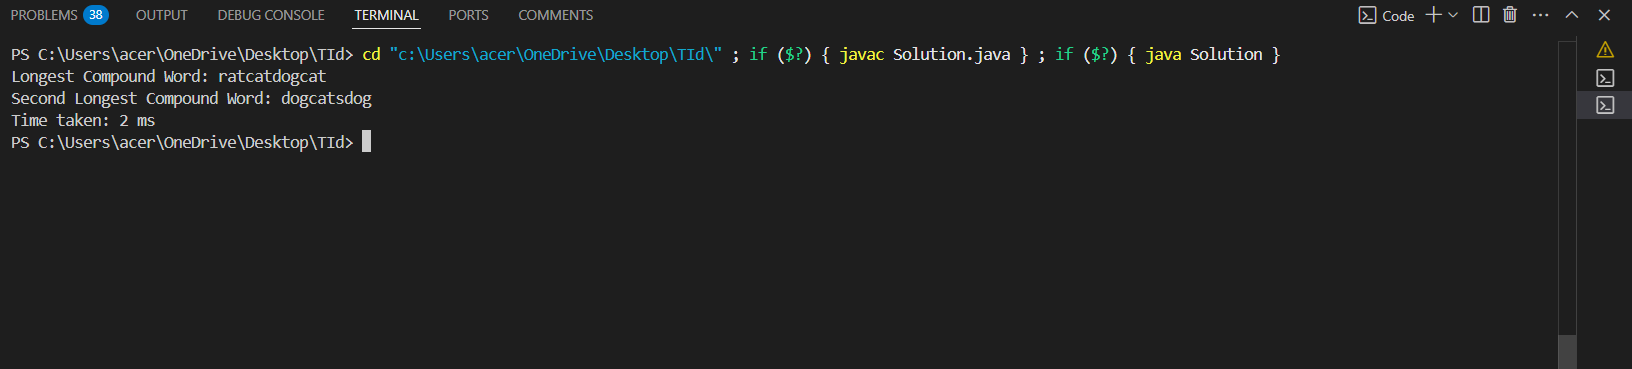 PROBLEMS 38 OUTPUT DEBUG CONSOLE TERMINAL PORTS COMMENTS Code
PS C:\Users\acer\OneDrive\Desktop\TId> cd "c:\Users\acer\OneDrive\Desktop\TId\" ; if ($?) { javac Solution.java } ; if ($?) { java Solution }
Longest Compound Word: ratcatdogcat
Second Longest Compound Word: dogcatsdog
Time taken: 2 ms
PS C:\Users\acer\OneDrive\Desktop\TId>